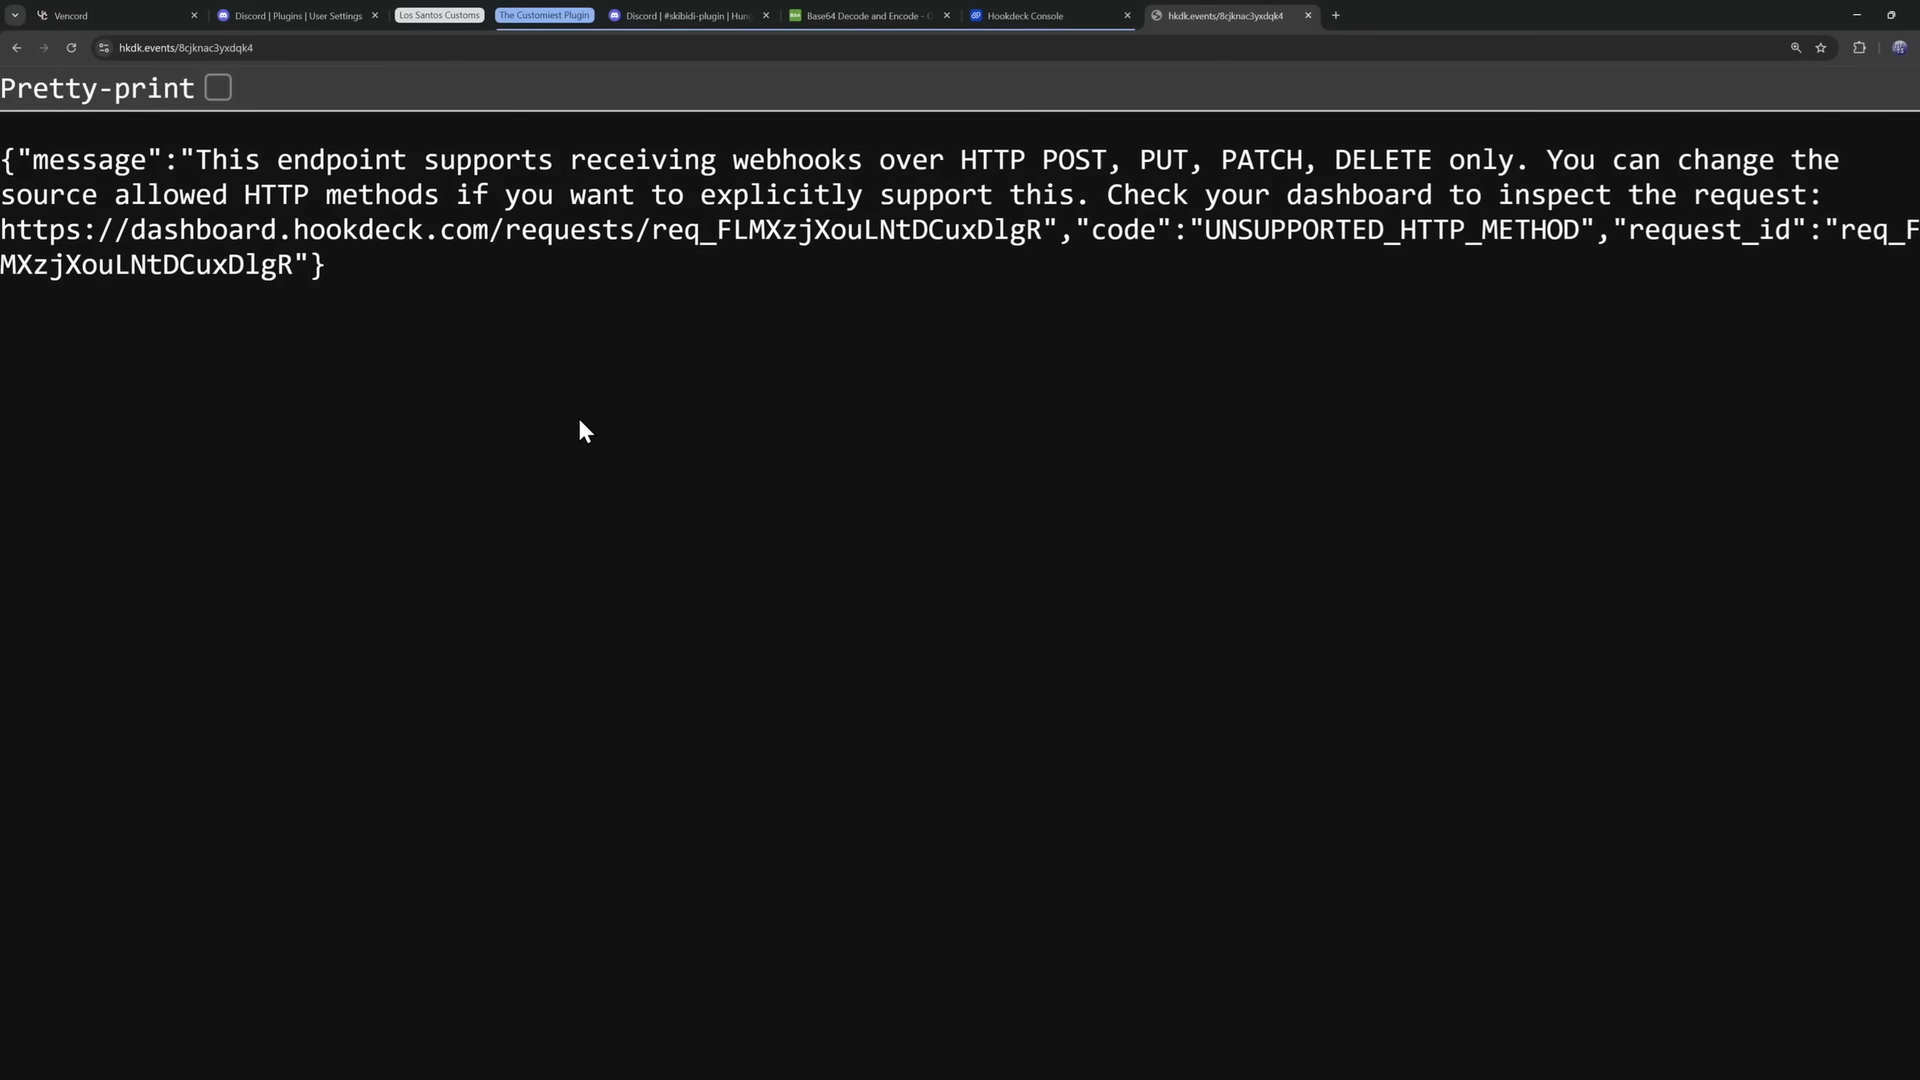 Vencord
Discord | Plugins | User Settings
Los Santos Customs
The Customiest Plugin
Discord | #skibidi-plugin | Hun
Base64 Decode and Encode -
Hookdeck Console
hkdk.events/8cjknac3yxdqk4
hkdk.events/8cjknac3yxdqk4
Pretty-print
{"message":"This endpoint supports receiving webhooks over HTTP POST, PUT, PATCH, DELETE only. You can change the
source allowed HTTP methods if you want to explicitly support this. Check your dashboard to inspect the request:
https://dashboard.hookdeck.com/requests/req_FLMXzjXouLNtDCuxDlgR","code":"UNSUPPORTED_HTTP_METHOD","request_id":"req_F
MXzjXouLNtDCuxDlgR"}